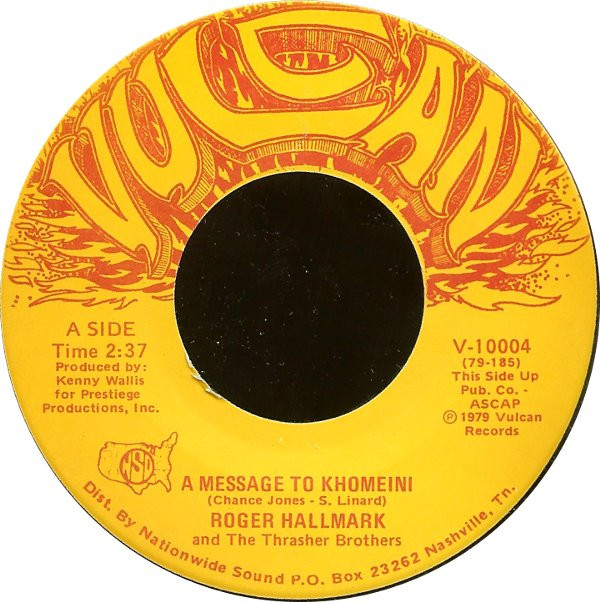 VULCAN
A SIDE
Time 2:37
Produced by:
Kenny Wallis
for Prestiege
Productions, Inc.
V-10004
(79-185)
This Side Up
Pub. Co. -
ASCAP
℗ 1979 Vulcan
Records
NSD
A MESSAGE TO KHOMEINI
(Chance Jones - S. Linard)
ROGER HALLMARK
and The Thrasher Brothers
Dist. By Nationwide Sound P.O. Box 23262 Nashville, Tn.